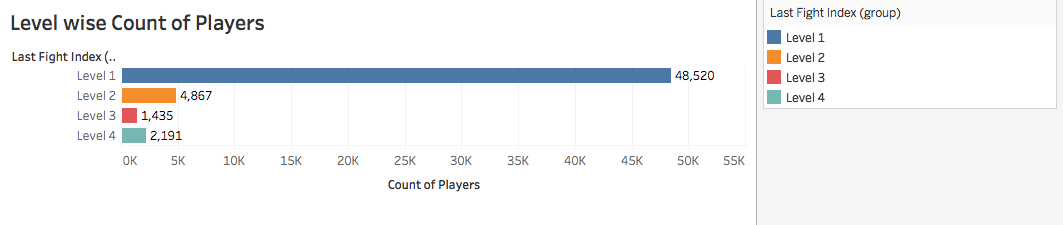 Level wise Count of Players
Last Fight Index (..
Level 1 48,520
Level 2 4,867
Level 3 1,435
Level 4 2,191
0K 5K 10K 15K 20K 25K 30K 35K 40K 45K 50K 55K
Count of Players
Last Fight Index (group)
Level 1
Level 2
Level 3
Level 4